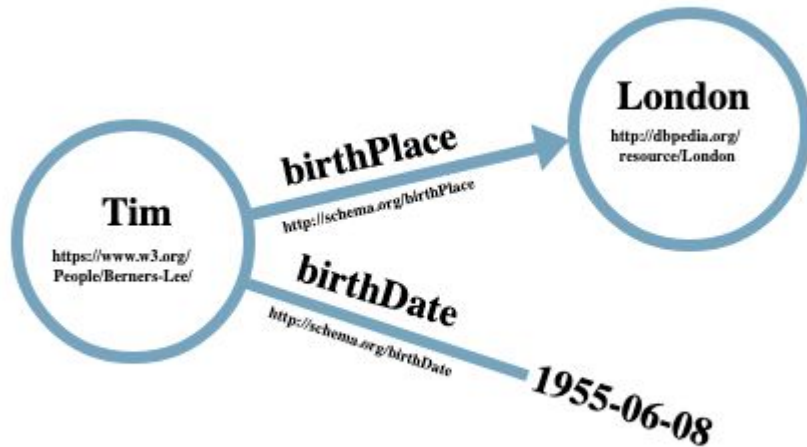 Tim
https://www.w3.org/
People/Berners-Lee/
birthPlace
http://schema.org/birthPlace
London
http://dbpedia.org/
resource/London
birthDate
http://schema.org/birthDate
1955-06-08